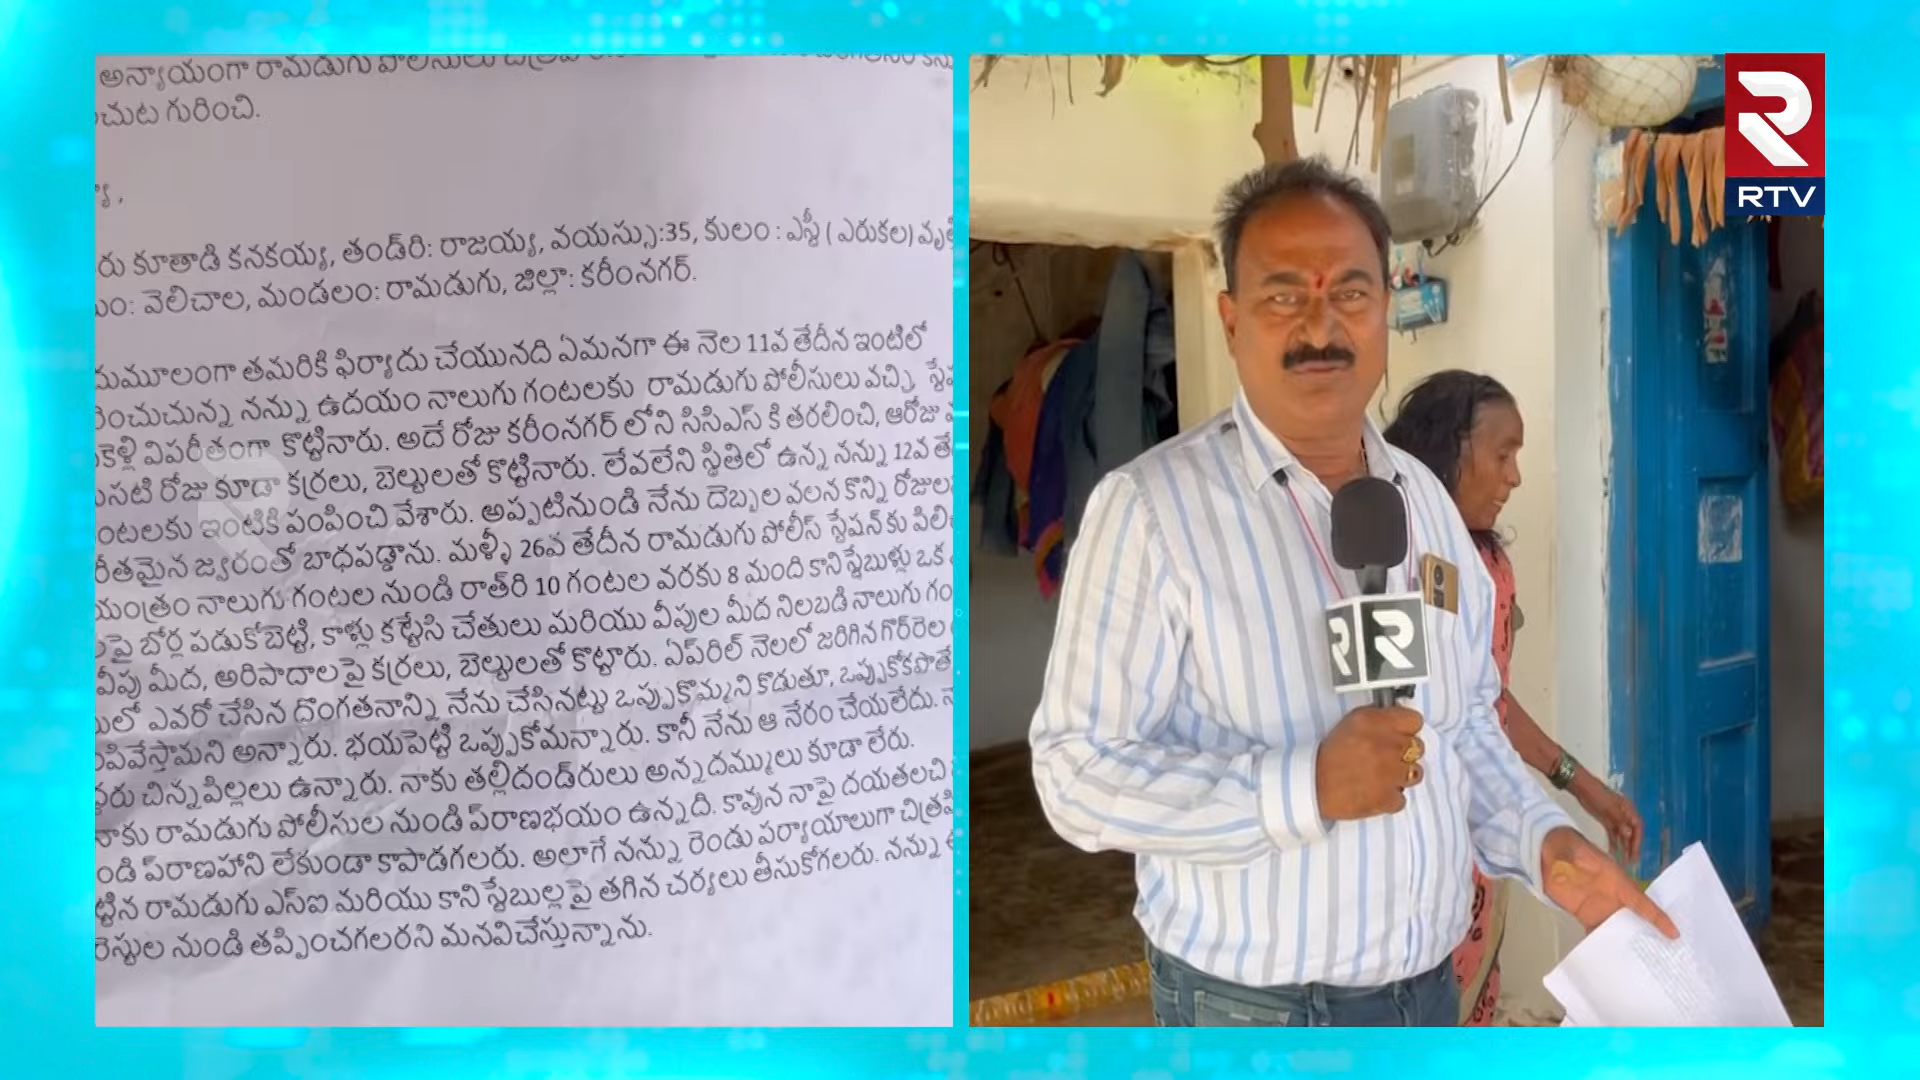 అన్యాయంగా రామడుగు పోలీసులు
చుట గురించి.
కూతాడి కనకయ్య, తండ్రి: రాజయ్య, వయస్సు:35, కులం : ఎస్టీ ( ఎరుకల)
వెలిచాల, మండలం: రామడుగు, జిల్లా: కరీంనగర్.
తమరికి ఫిర్యాదు చేయునది ఏమనగా ఈ నెల 11వ తేదీన ఇంటిలో
నన్ను ఉదయం నాలుగు గంటలకు రామడుగు పోలీసులు వచ్చి
విపరీతంగా కొట్టినారు. అదే రోజు కరీంనగర్ లోని సిసిఎస్ కి తరలించి, ఆరోజు
రోజు కూడా కర్రలు, బెల్టులతో కొట్టినారు. లేవలేని స్థితిలో ఉన్న నన్ను 12వ
ఇంటికి పంపించి వేశారు. అప్పటినుండి నేను దెబ్బల వలన కొన్ని
జ్వరంతో బాధపడ్డాను. మళ్ళీ 26వ తేదీన రామడుగు పోలీస్ స్టేషన్‌కు
నాలుగు గంటల నుండి రాత్రి 10 గంటల వరకు 8 మంది కానిస్టేబుళ్లు ఒక
బోర్ల పడుకోబెట్టి, కాళ్లు కట్టేసి చేతులు మరియు వీపుల మీద నిలబడి నాలుగు
వీపు మీద, అరిపాదాలపై కర్రలు, బెల్టులతో కొట్టారు. ఏప్రిల్ నెలలో జరిగిన గొర్రెల
ఎవరో చేసిన దొంగతనాన్ని నేను చేసినట్టు ఒప్పుకొమ్మని కొడుతూ, ఒప్పుకోకపోతే
అన్నారు. భయపెట్టి ఒప్పుకోమన్నారు. కానీ నేను ఆ నేరం చేయలేదు.
చిన్నపిల్లలు ఉన్నారు. నాకు తల్లిదండ్రులు అన్నదమ్ములు కూడా లేరు.
నాకు రామడుగు పోలీసుల నుండి ప్రాణభయం ఉన్నది. కావున నాపై దయతలచి
ప్రాణహాని లేకుండా కాపాడగలరు. అలాగే నన్ను రెండు పర్యాయాలుగా
రామడుగు ఎస్ఐ మరియు కానిస్టేబుల్లపై తగిన చర్యలు తీసుకోగలరు. నన్ను
నుండి తప్పించగలరని మనవిచేస్తున్నాను.
RTV